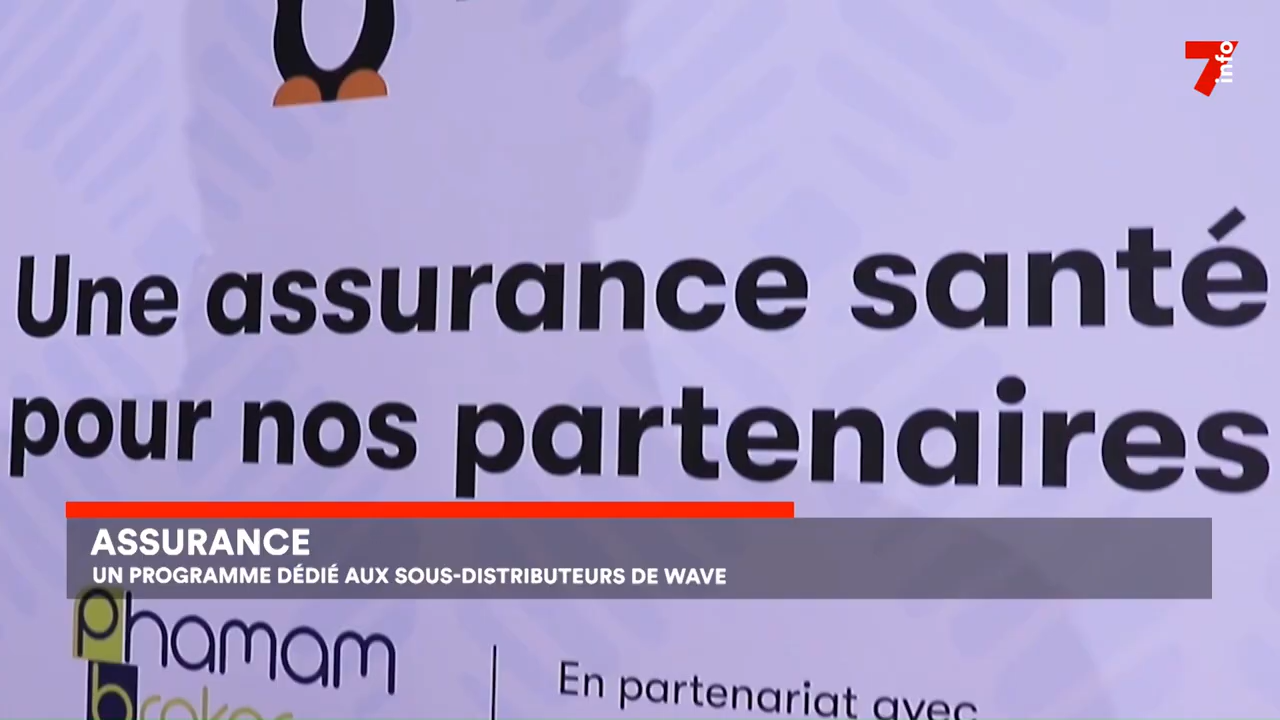 7info
Une assurance santé
pour nos partenaires
ASSURANCE
UN PROGRAMME DÉDIÉ AUX SOUS-DISTRIBUTEURS DE WAVE
Phamam
En partenariat avec